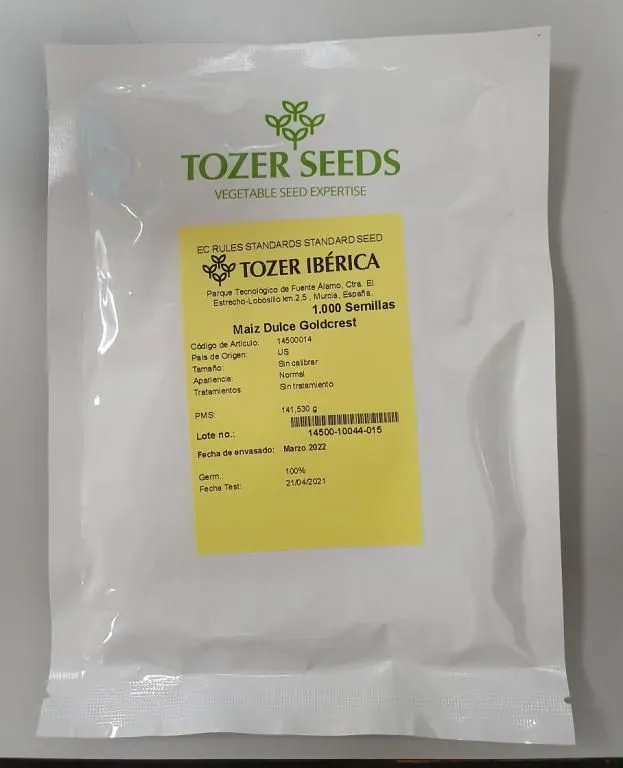 TOZER SEEDS
VEGETABLE SEED EXPERTISE
EC RULES STANDARDS STANDARD SEED
TOZER IBÉRICA
Parque Tecnológico de Fuente Álamo, Ctra. El
Estrecho-Lobosillo km.2,5 , Murcia, España.
1.000 Semillas
Maíz Dulce Goldcrest
Código de Artículo: 14500014
País de Origen: US
Tamaño: Sin calibrar
Apariencia: Normal
Tratamientos Sin tratamiento
PMS: 141,530 g
Lote no.: 14500-10044-015
Fecha de envasado: Marzo 2022
Germ.: 100%
Fecha Test: 21/04/2021